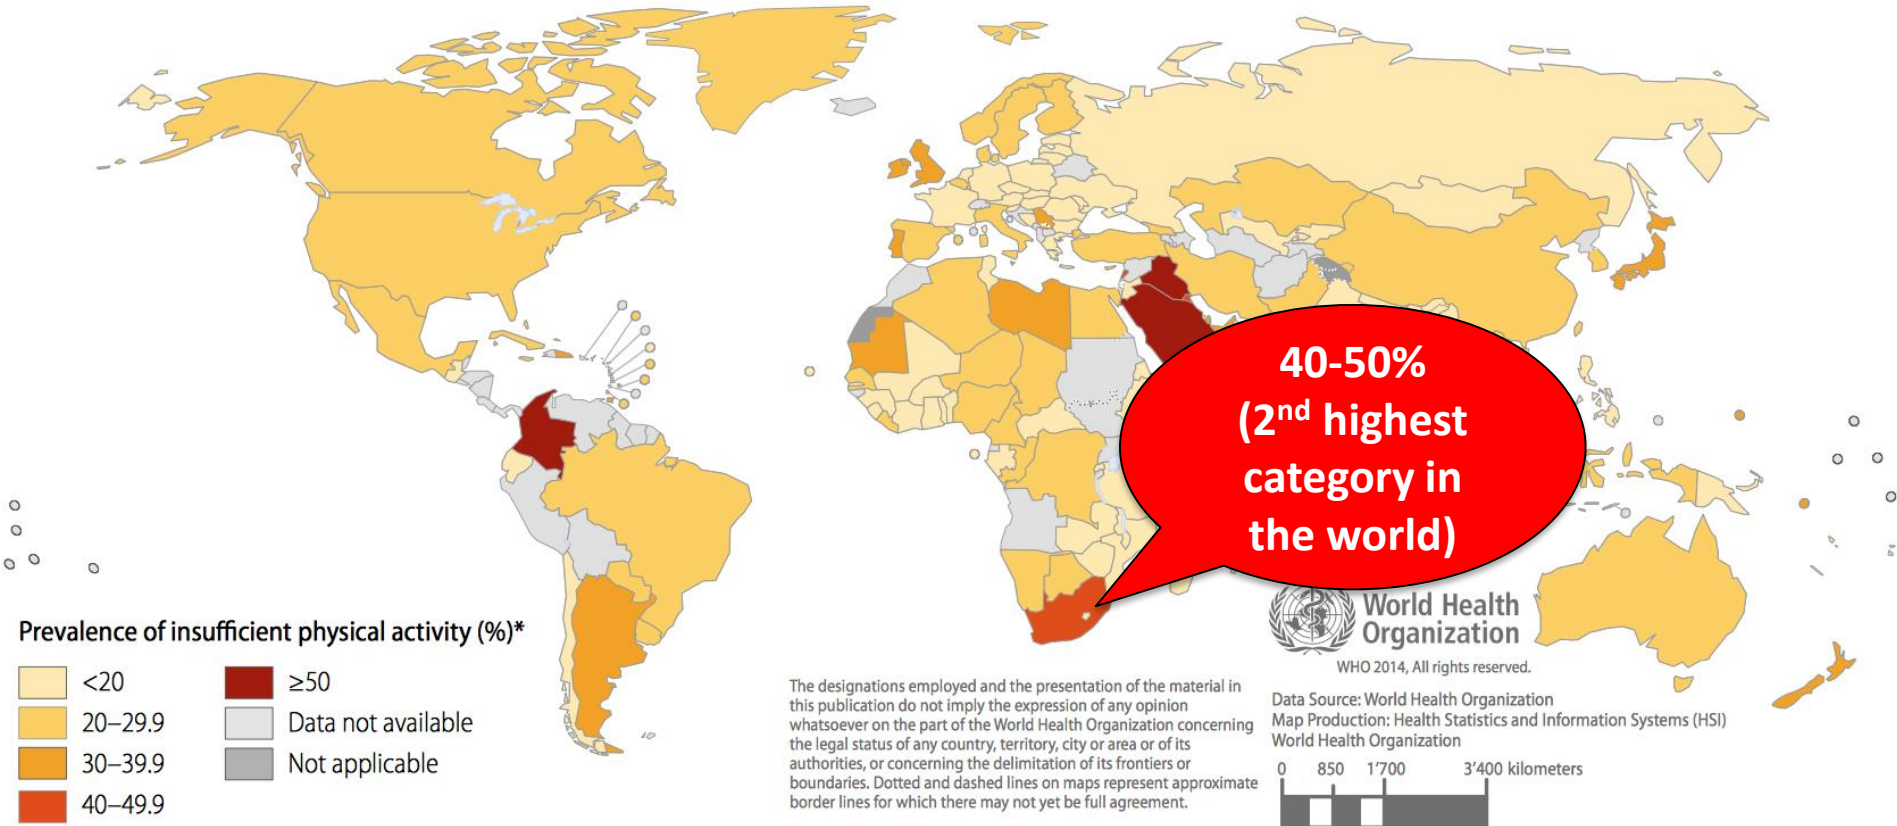 40-50%
(2nd highest
category in
the world)
Prevalence of insufficient physical activity (%)*
<20
20–29.9
30–39.9
40–49.9
≥50
Data not available
Not applicable
The designations employed and the presentation of the material in
this publication do not imply the expression of any opinion
whatsoever on the part of the World Health Organization concerning
the legal status of any country, territory, city or area or of its
authorities, or concerning the delimitation of its frontiers or
boundaries. Dotted and dashed lines on maps represent approximate
border lines for which there may not yet be full agreement.
World Health
Organization
WHO 2014, All rights reserved.
Data Source: World Health Organization
Map Production: Health Statistics and Information Systems (HSI)
World Health Organization
0 850 1'700 3'400 kilometers